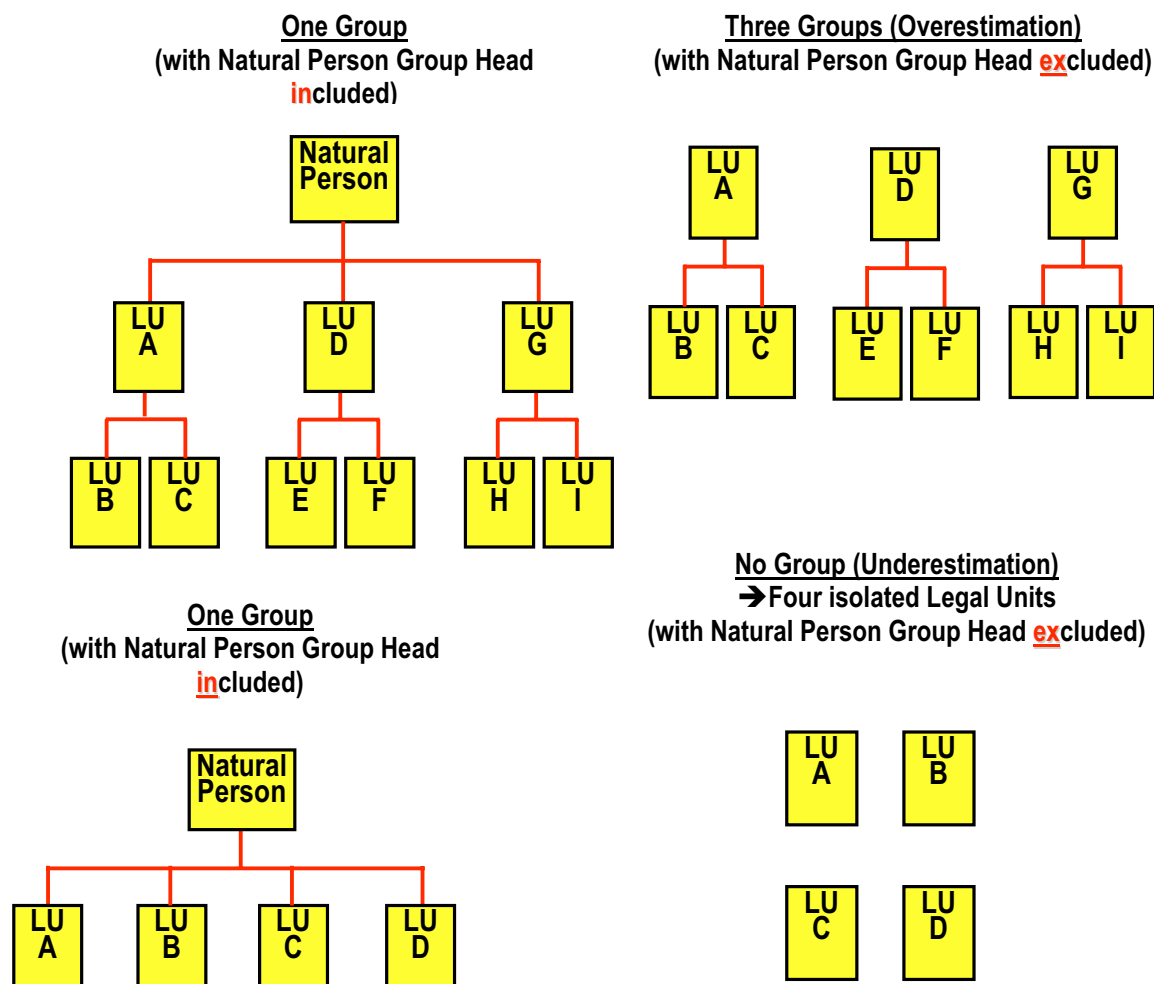 One Group
(with Natural Person Group Head
included)
Natural
Person
LU
A
LU
D
LU
G
LU
B
LU
C
LU
E
LU
F
LU
H
LU
I
Three Groups (Overestimation)
(with Natural Person Group Head excluded)
LU
A
LU
D
LU
G
LU
B
LU
C
LU
E
LU
F
LU
H
LU
I
One Group
(with Natural Person Group Head
included)
Natural
Person
LU
A
LU
B
LU
C
LU
D
No Group (Underestimation)
➔Four isolated Legal Units
(with Natural Person Group Head excluded)
LU
A
LU
B
LU
C
LU
D